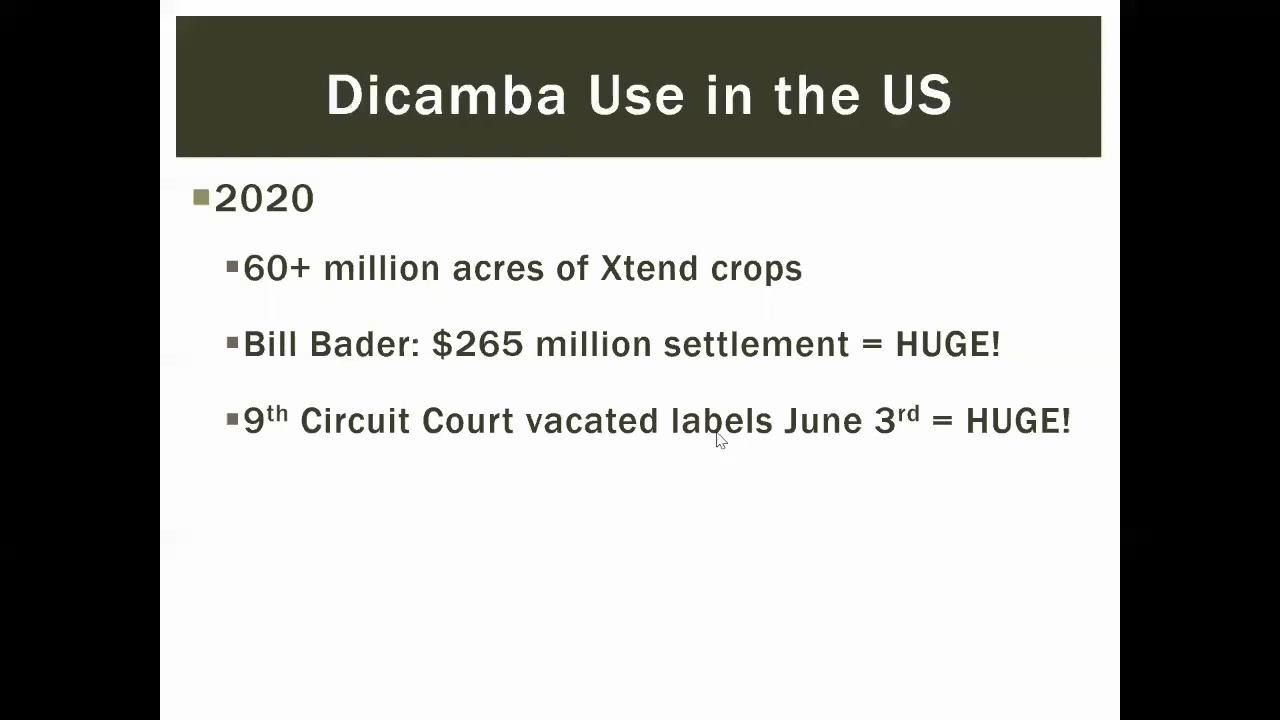 Dicamba Use in the US
2020
60+ million acres of Xtend crops
Bill Bader: $265 million settlement = HUGE!
9th Circuit Court vacated labels June 3rd = HUGE!